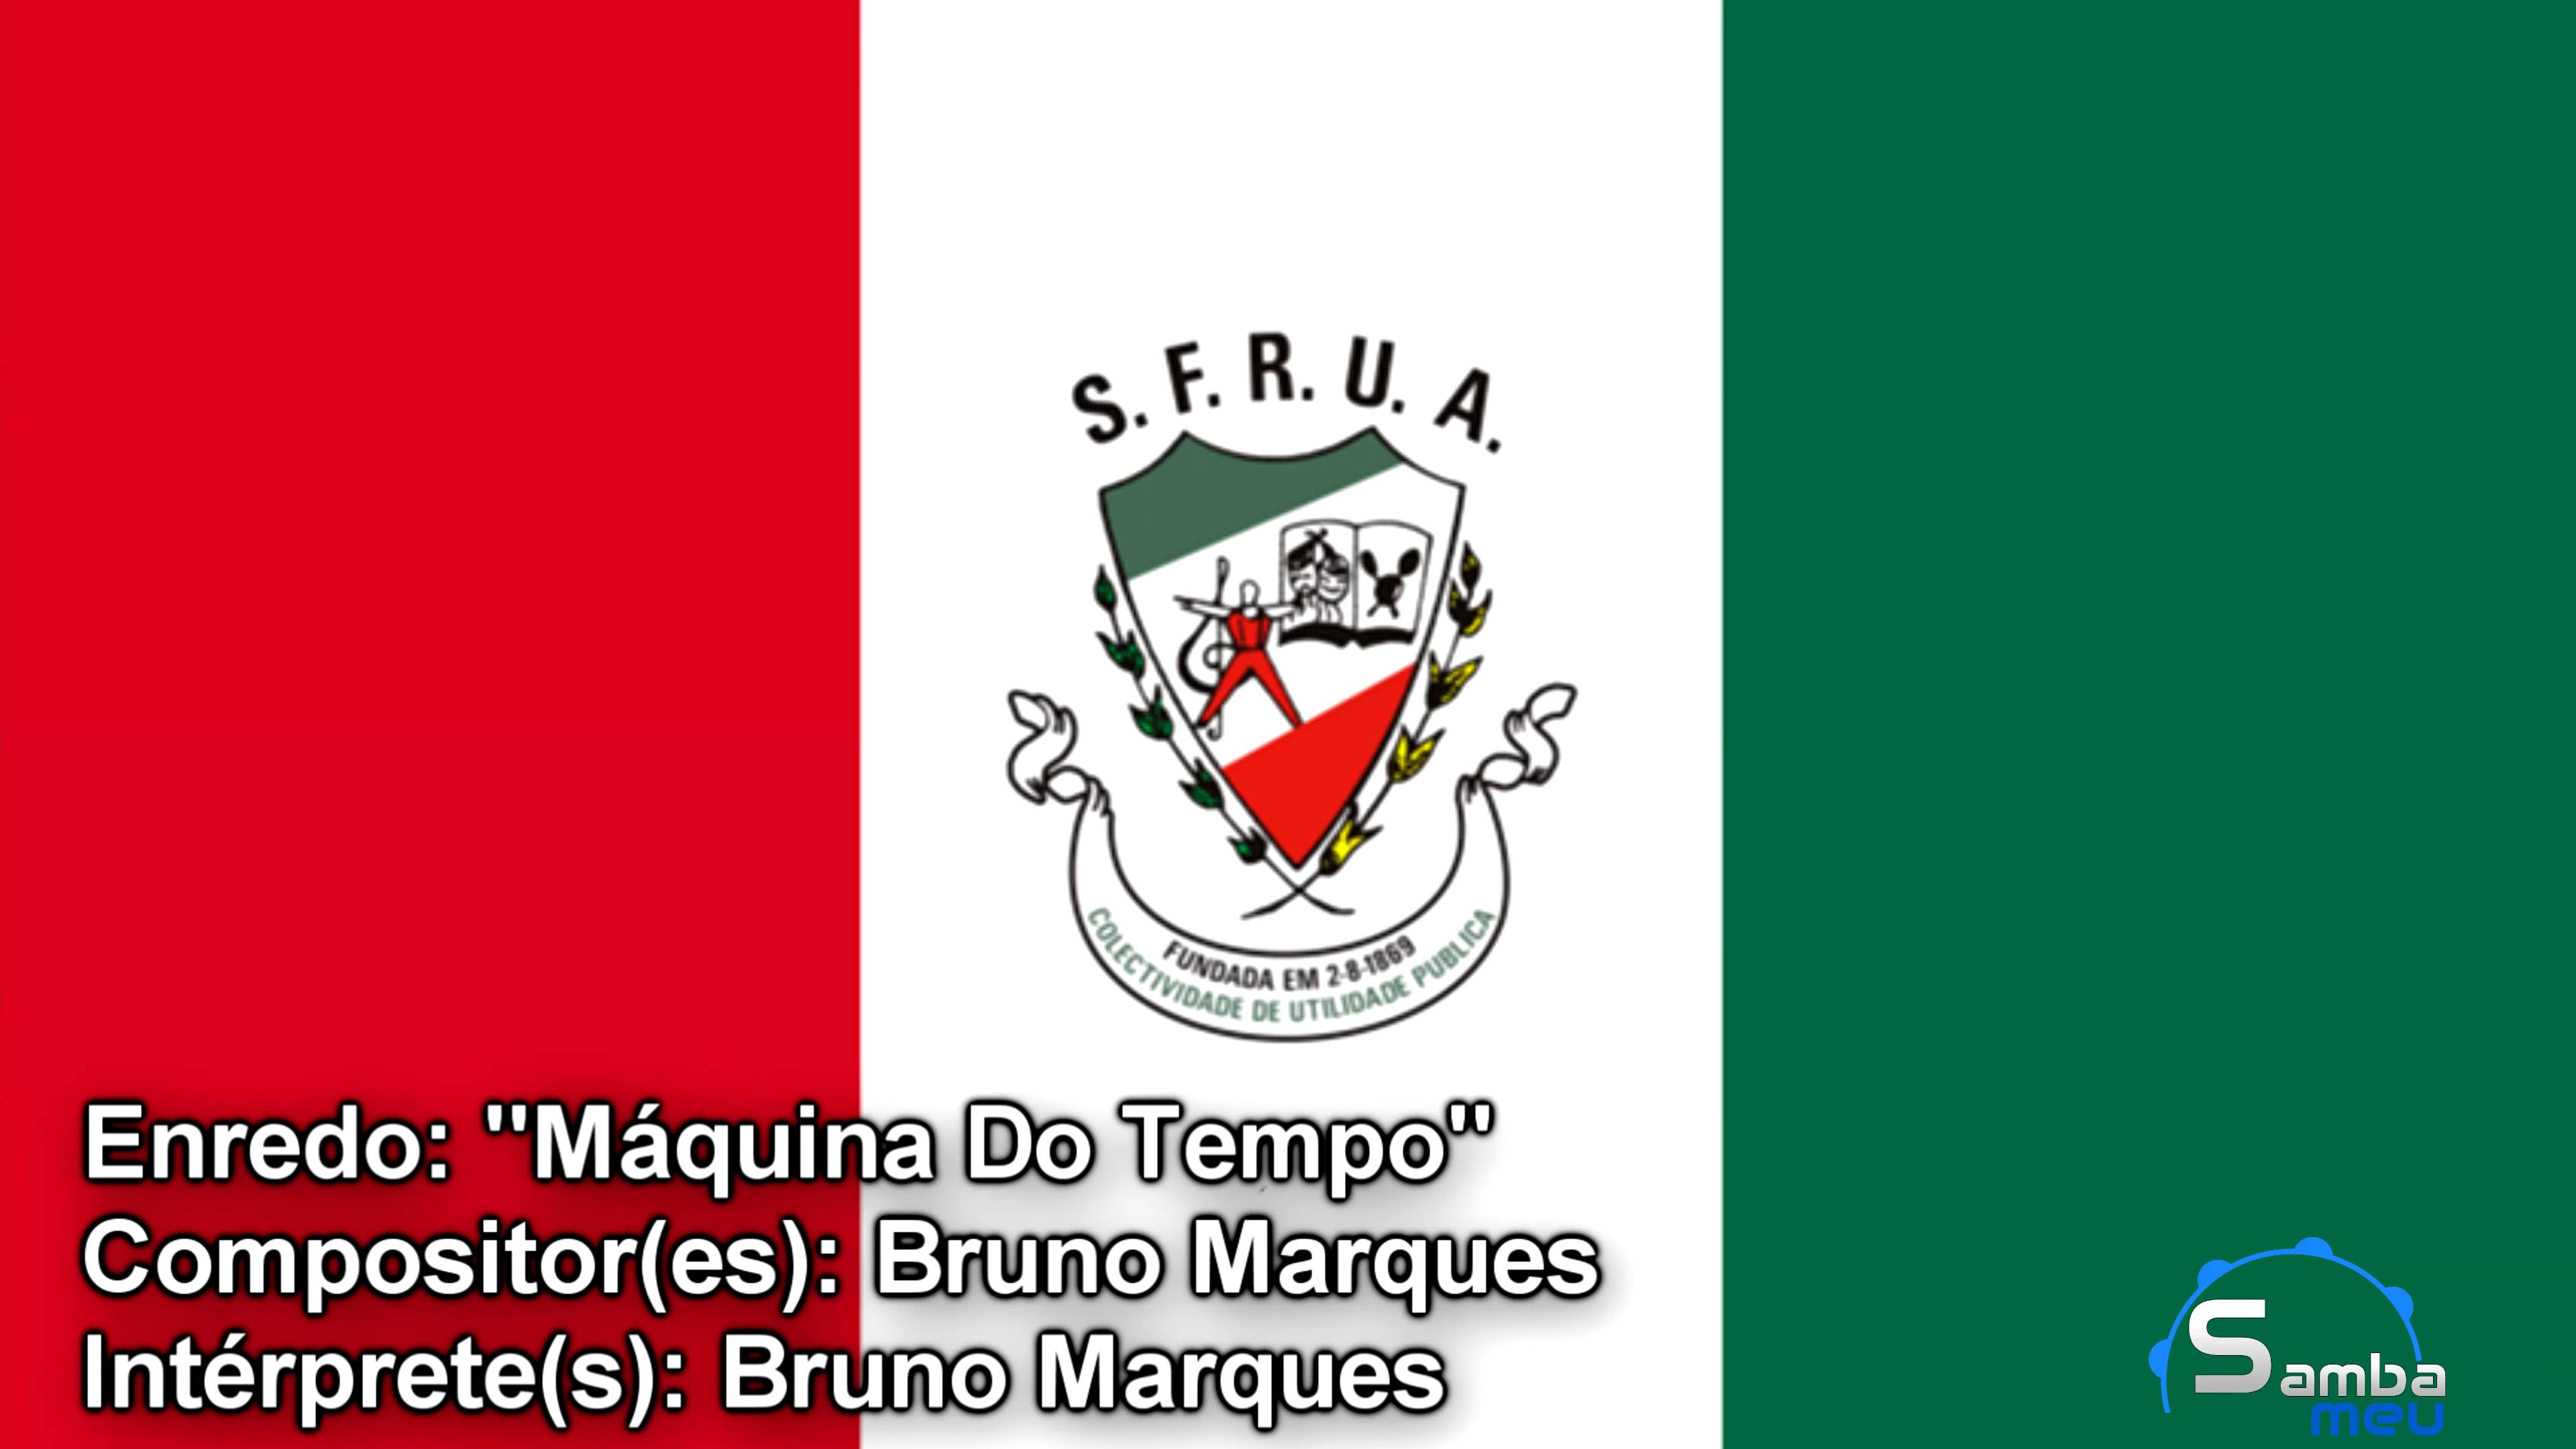 S. F. R. U. A.
FUNDADA EM 2-8-1869
COLECTIVIDADE DE UTILIDADE PUBLICA
Enredo: "Máquina Do Tempo"
Compositor(es): Bruno Marques
Intérprete(s): Bruno Marques
Samba
meu